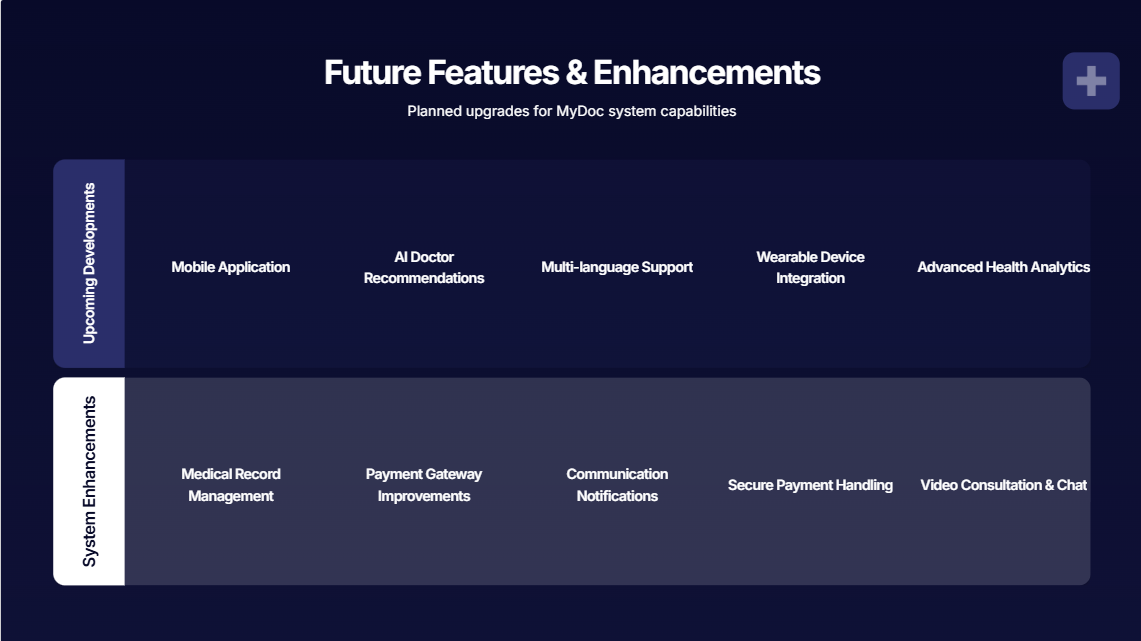 Future Features & Enhancements
Planned upgrades for MyDoc system capabilities
Upcoming Developments
Mobile Application
AI Doctor
Recommendations
Multi-language Support
Wearable Device
Integration
Advanced Health Analytics
System Enhancements
Medical Record
Management
Payment Gateway
Improvements
Communication
Notifications
Secure Payment Handling
Video Consultation & Chat